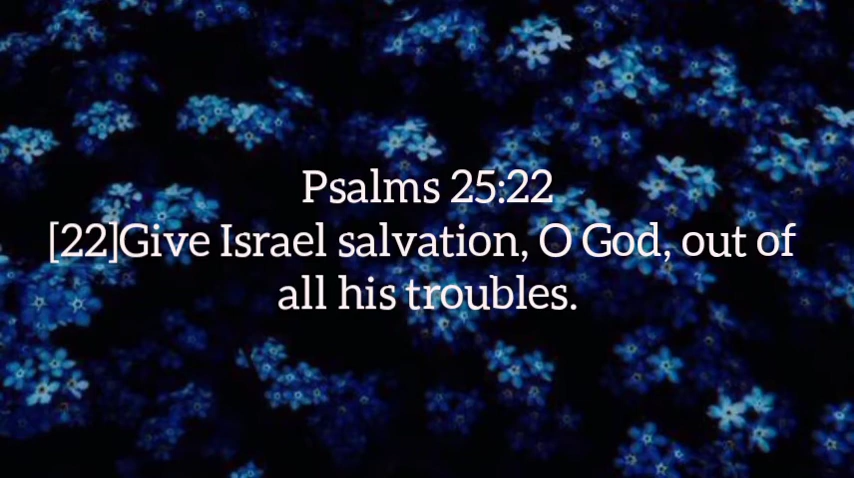 Psalms 25:22
[22]Give Israel salvation, O God, out of
all his troubles.